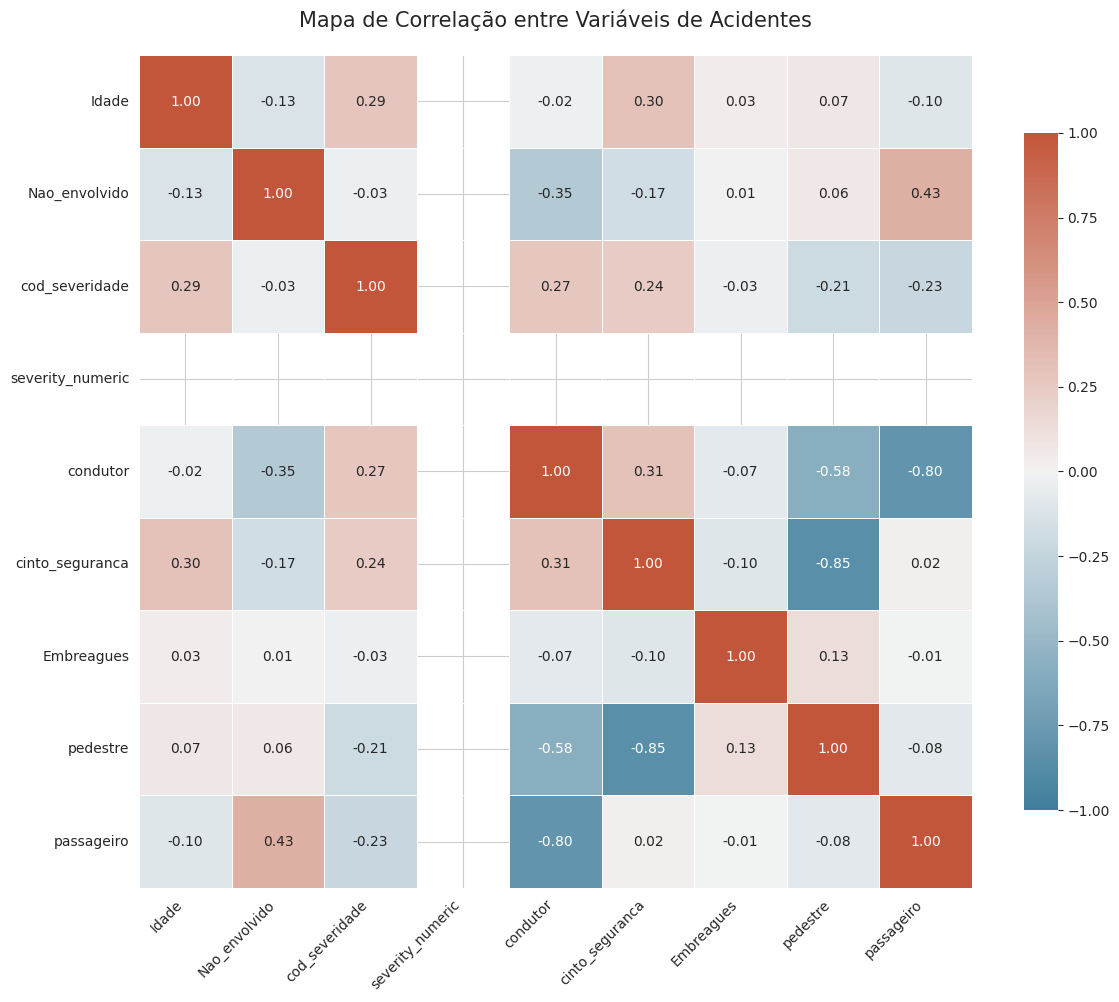 Mapa de Correlação entre Variáveis de Acidentes
Idade 1.00 -0.13 0.29 -0.02 0.30 0.03 0.07 -0.10
Nao_envolvido -0.13 1.00 -0.03 -0.35 -0.17 0.01 0.06 0.43
cod_severidade 0.29 -0.03 1.00 0.27 0.24 -0.03 -0.21 -0.23
severity_numeric
condutor -0.02 -0.35 0.27 1.00 0.31 -0.07 -0.58 -0.80
cinto_seguranca 0.30 -0.17 0.24 0.31 1.00 -0.10 -0.85 0.02
Embreagues 0.03 0.01 -0.03 -0.07 -0.10 1.00 0.13 -0.01
pedestre 0.07 0.06 -0.21 -0.58 -0.85 0.13 1.00 -0.08
passageiro -0.10 0.43 -0.23 -0.80 0.02 -0.01 -0.08 1.00
Idade Nao_envolvido cod_severidade severity_numeric condutor cinto_seguranca Embreagues pedestre passageiro
1.00
0.75
0.50
0.25
0.00
−0.25
−0.50
−0.75
−1.00